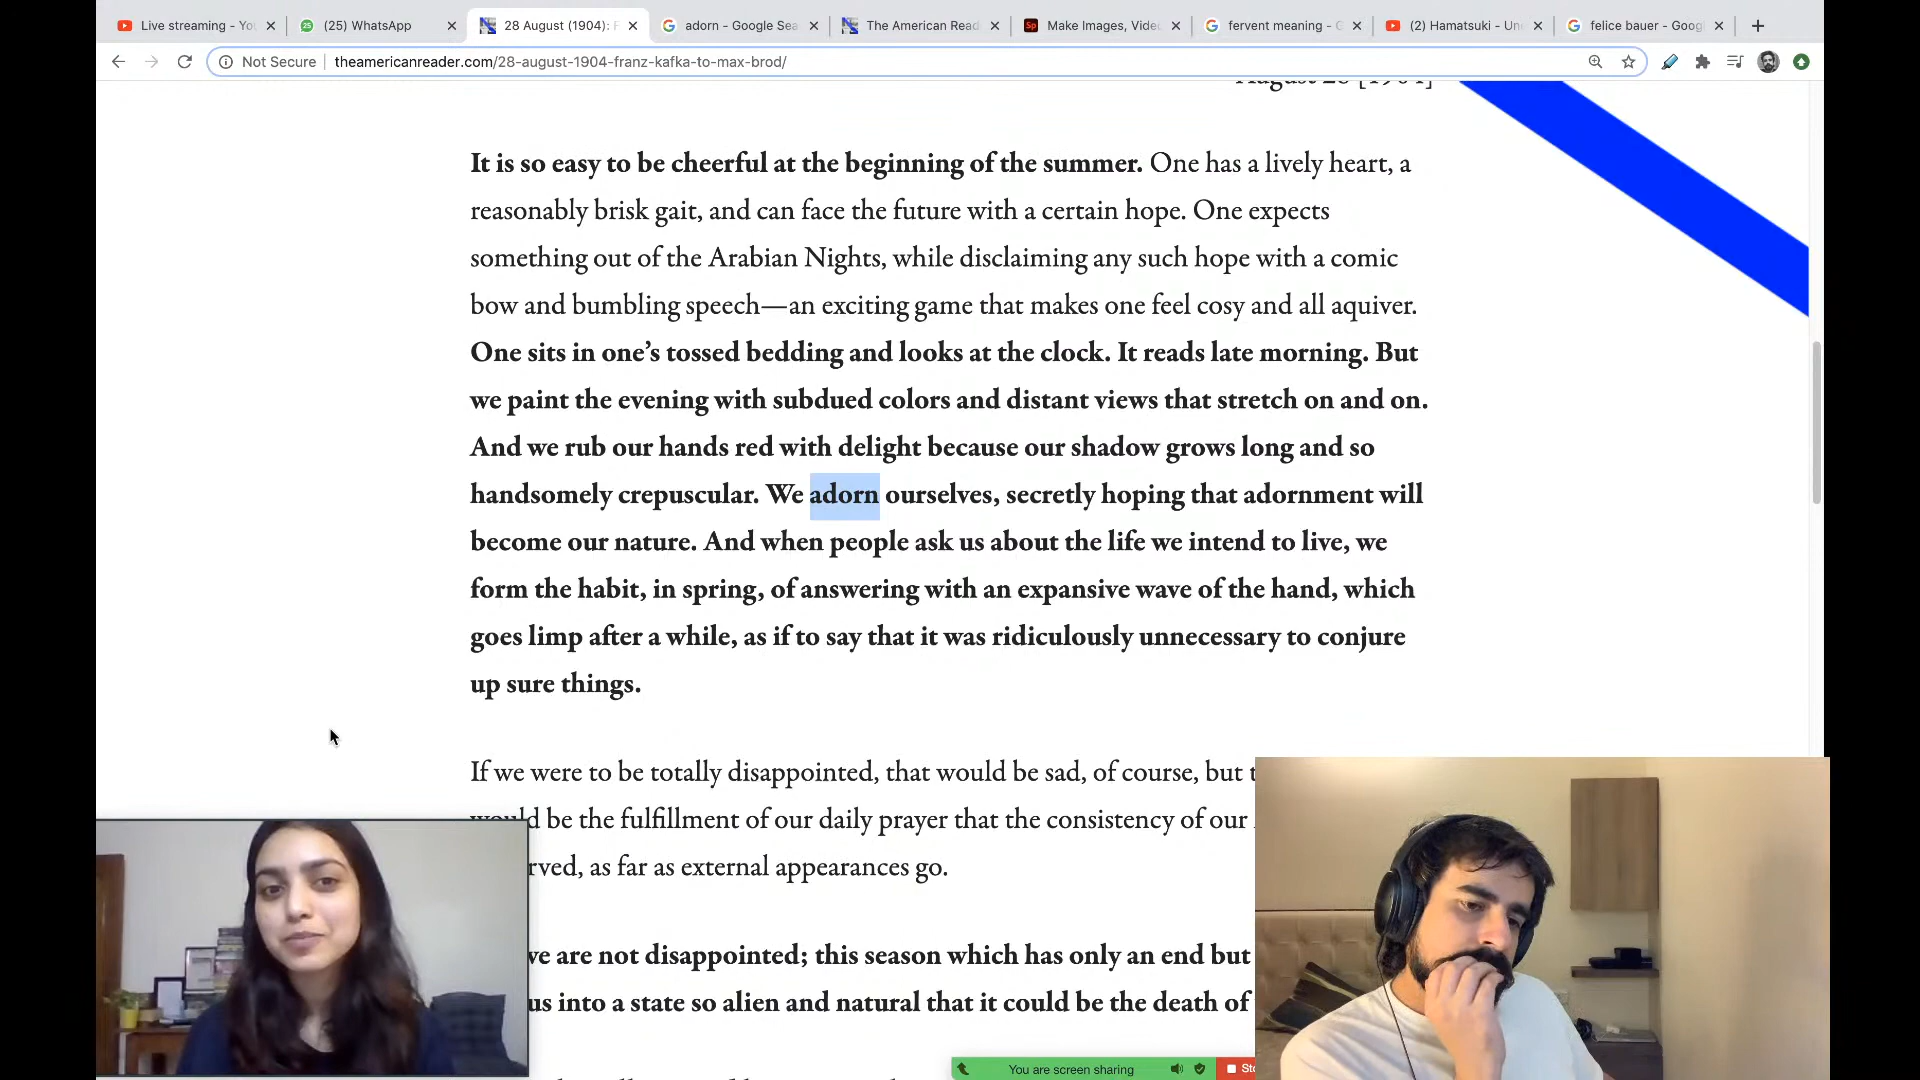 Live streaming - Yo
(25) WhatsApp
28 August (1904): F
adorn - Google Sea
The American Read
Make Images, Vide
fervent meaning - G
(2) Hamatsuki - Un
felice bauer - Goog
Not Secure theamericanreader.com/28-august-1904-franz-kafka-to-max-brod/
August 28 [1904]
It is so easy to be cheerful at the beginning of the summer. One has a lively heart, a
reasonably brisk gait, and can face the future with a certain hope. One expects
something out of the Arabian Nights, while disclaiming any such hope with a comic
bow and bumbling speech—an exciting game that makes one feel cosy and all aquiver.
One sits in one’s tossed bedding and looks at the clock. It reads late morning. But
we paint the evening with subdued colors and distant views that stretch on and on.
And we rub our hands red with delight because our shadow grows long and so
handsomely crepuscular. We adorn ourselves, secretly hoping that adornment will
become our nature. And when people ask us about the life we intend to live, we
form the habit, in spring, of answering with an expansive wave of the hand, which
goes limp after a while, as if to say that it was ridiculously unnecessary to conjure
up sure things.
If we were to be totally disappointed, that would be sad, of course, but
would be the fulfillment of our daily prayer that the consistency of our
rved, as far as external appearances go.
we are not disappointed; this season which has only an end but
us into a state so alien and natural that it could be the death of
You are screen sharing
Sto